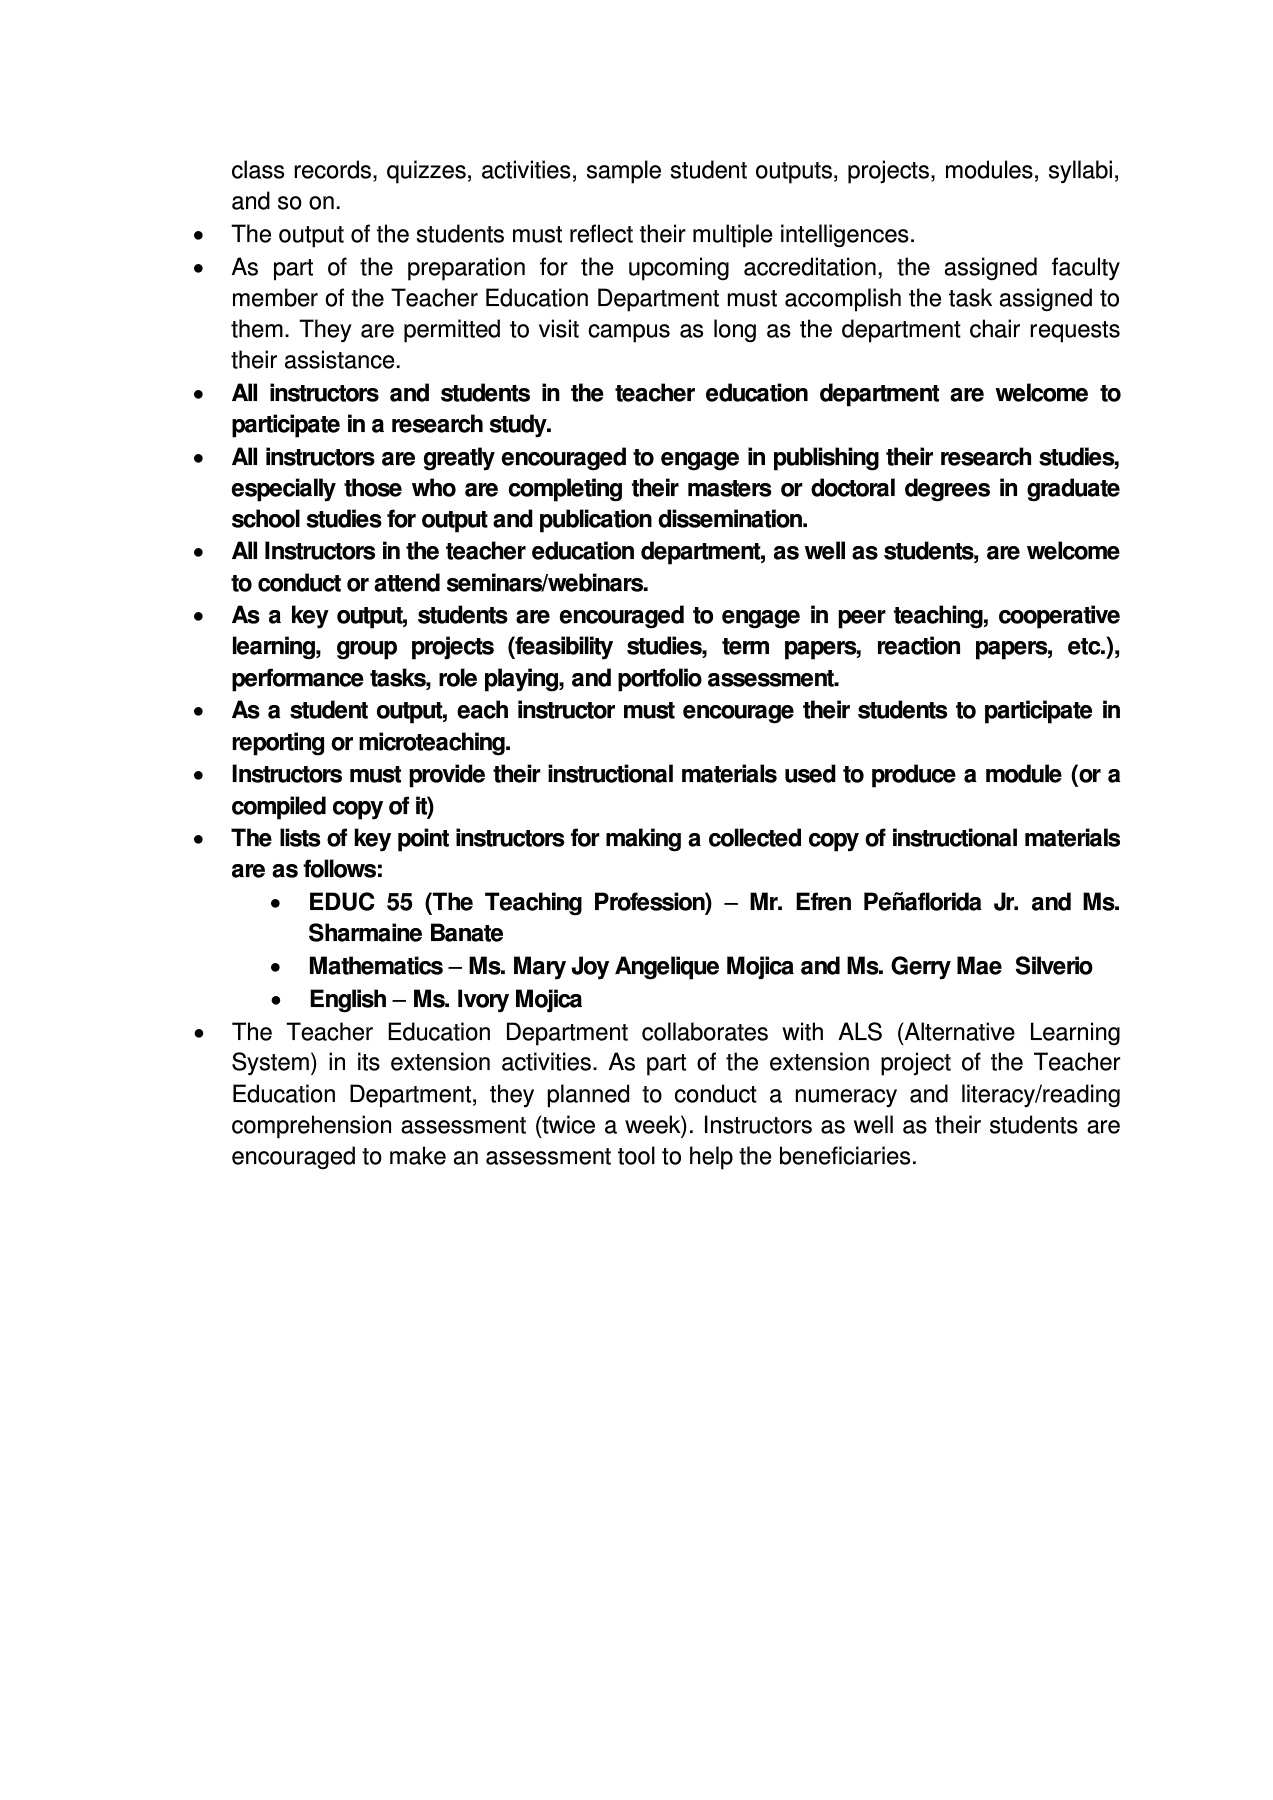 class records, quizzes, activities, sample student outputs, projects, modules, syllabi,
and so on.
• The output of the students must reflect their multiple intelligences.
• As part of the preparation for the upcoming accreditation, the assigned faculty
member of the Teacher Education Department must accomplish the task assigned to
them. They are permitted to visit campus as long as the department chair requests
their assistance.
• All instructors and students in the teacher education department are welcome to
participate in a research study.
• All instructors are greatly encouraged to engage in publishing their research studies,
especially those who are completing their masters or doctoral degrees in graduate
school studies for output and publication dissemination.
• All Instructors in the teacher education department, as well as students, are welcome
to conduct or attend seminars/webinars.
• As a key output, students are encouraged to engage in peer teaching, cooperative
learning, group projects (feasibility studies, term papers, reaction papers, etc.),
performance tasks, role playing, and portfolio assessment.
• As a student output, each instructor must encourage their students to participate in
reporting or microteaching.
• Instructors must provide their instructional materials used to produce a module (or a
compiled copy of it)
• The lists of key point instructors for making a collected copy of instructional materials
are as follows:
• EDUC 55 (The Teaching Profession) – Mr. Efren Peñaflorida Jr. and Ms.
Sharmaine Banate
• Mathematics – Ms. Mary Joy Angelique Mojica and Ms. Gerry Mae Silverio
• English – Ms. Ivory Mojica
• The Teacher Education Department collaborates with ALS (Alternative Learning
System) in its extension activities. As part of the extension project of the Teacher
Education Department, they planned to conduct a numeracy and literacy/reading
comprehension assessment (twice a week). Instructors as well as their students are
encouraged to make an assessment tool to help the beneficiaries.